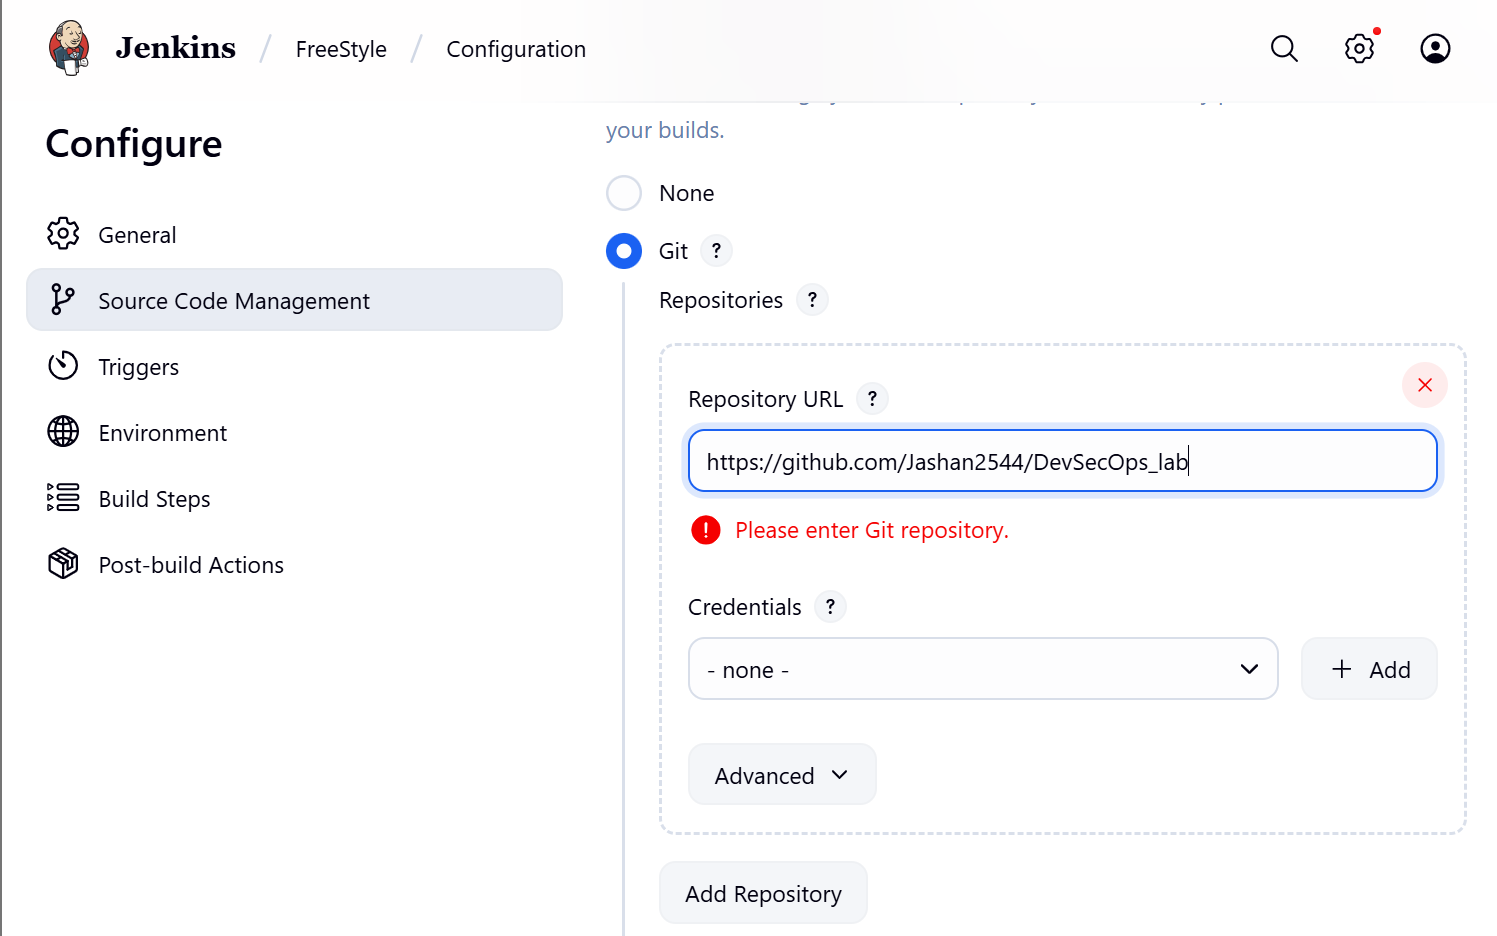 Jenkins / FreeStyle / Configuration
Configure
General
Source Code Management
Triggers
Environment
Build Steps
Post-build Actions
your builds.
None
Git ?
Repositories ?
Repository URL ?
https://github.com/Jashan2544/DevSecOps_lab
! Please enter Git repository.
Credentials ?
- none -
+ Add
Advanced
Add Repository